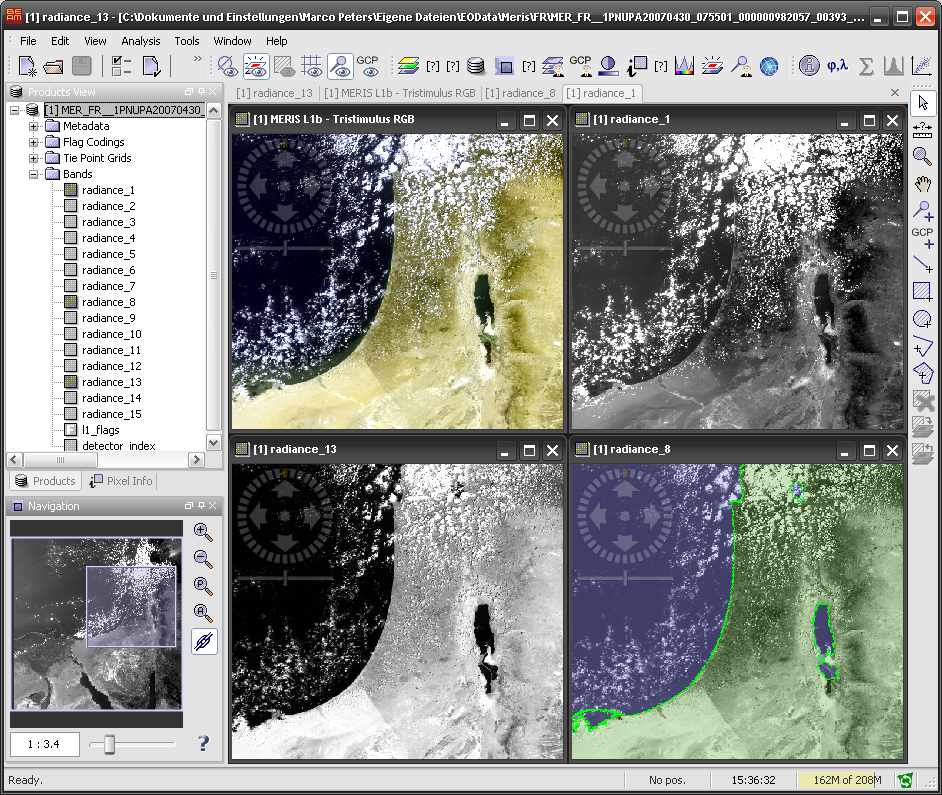 BEAM [1] radiance_13 - [C:\Dokumente und Einstellungen\Marco Peters\Eigene Dateien\EOData\Meris\FR\MER_FR__1PNUPA20070430_075501_000000982057_00393_...
File Edit View Analysis Tools Window Help
» GCP [?] [?] [?] GCP [?] φ,λ Σ
Products View
[1] radiance_13 [1] MERIS L1b - Tristimulus RGB [1] radiance_8 [1] radiance_1
[1] MER_FR__1PNUPA20070430_
Metadata
Flag Codings
Tie Point Grids
Bands
radiance_1
radiance_2
radiance_3
radiance_4
radiance_5
radiance_6
radiance_7
radiance_8
radiance_9
radiance_10
radiance_11
radiance_12
radiance_13
radiance_14
radiance_15
l1_flags
detector_index
Products Pixel Info
Navigation
1 : 3.4
?
[1] MERIS L1b - Tristimulus RGB
[1] radiance_1
[1] radiance_13
[1] radiance_8
<?>
GCP
Ready.
No pos.
15:36:32
162M of 208M